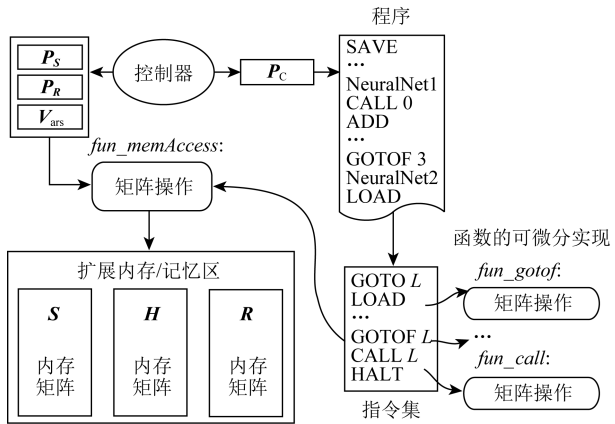 程序
P_S
P_R
V_ars
控制器
P_C
SAVE
…
NeuralNet1
CALL 0
ADD
…
GOTOF 3
NeuralNet2
LOAD
fun_memAccess:
矩阵操作
扩展内存/记忆区
S
内存
矩阵
H
内存
矩阵
R
内存
矩阵
GOTO L
LOAD
…
GOTOF L
CALL L
HALT
指令集
函数的可微分实现
fun_gotof:
矩阵操作
…
fun_call:
矩阵操作